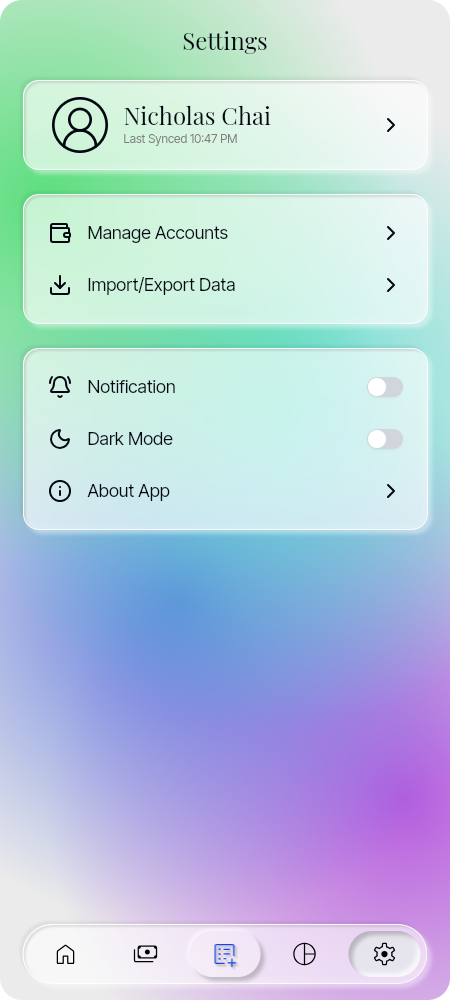 Settings
Nicholas Chai
Last Synced 10:47 PM
Manage Accounts
Import/Export Data
Notification
Dark Mode
About App